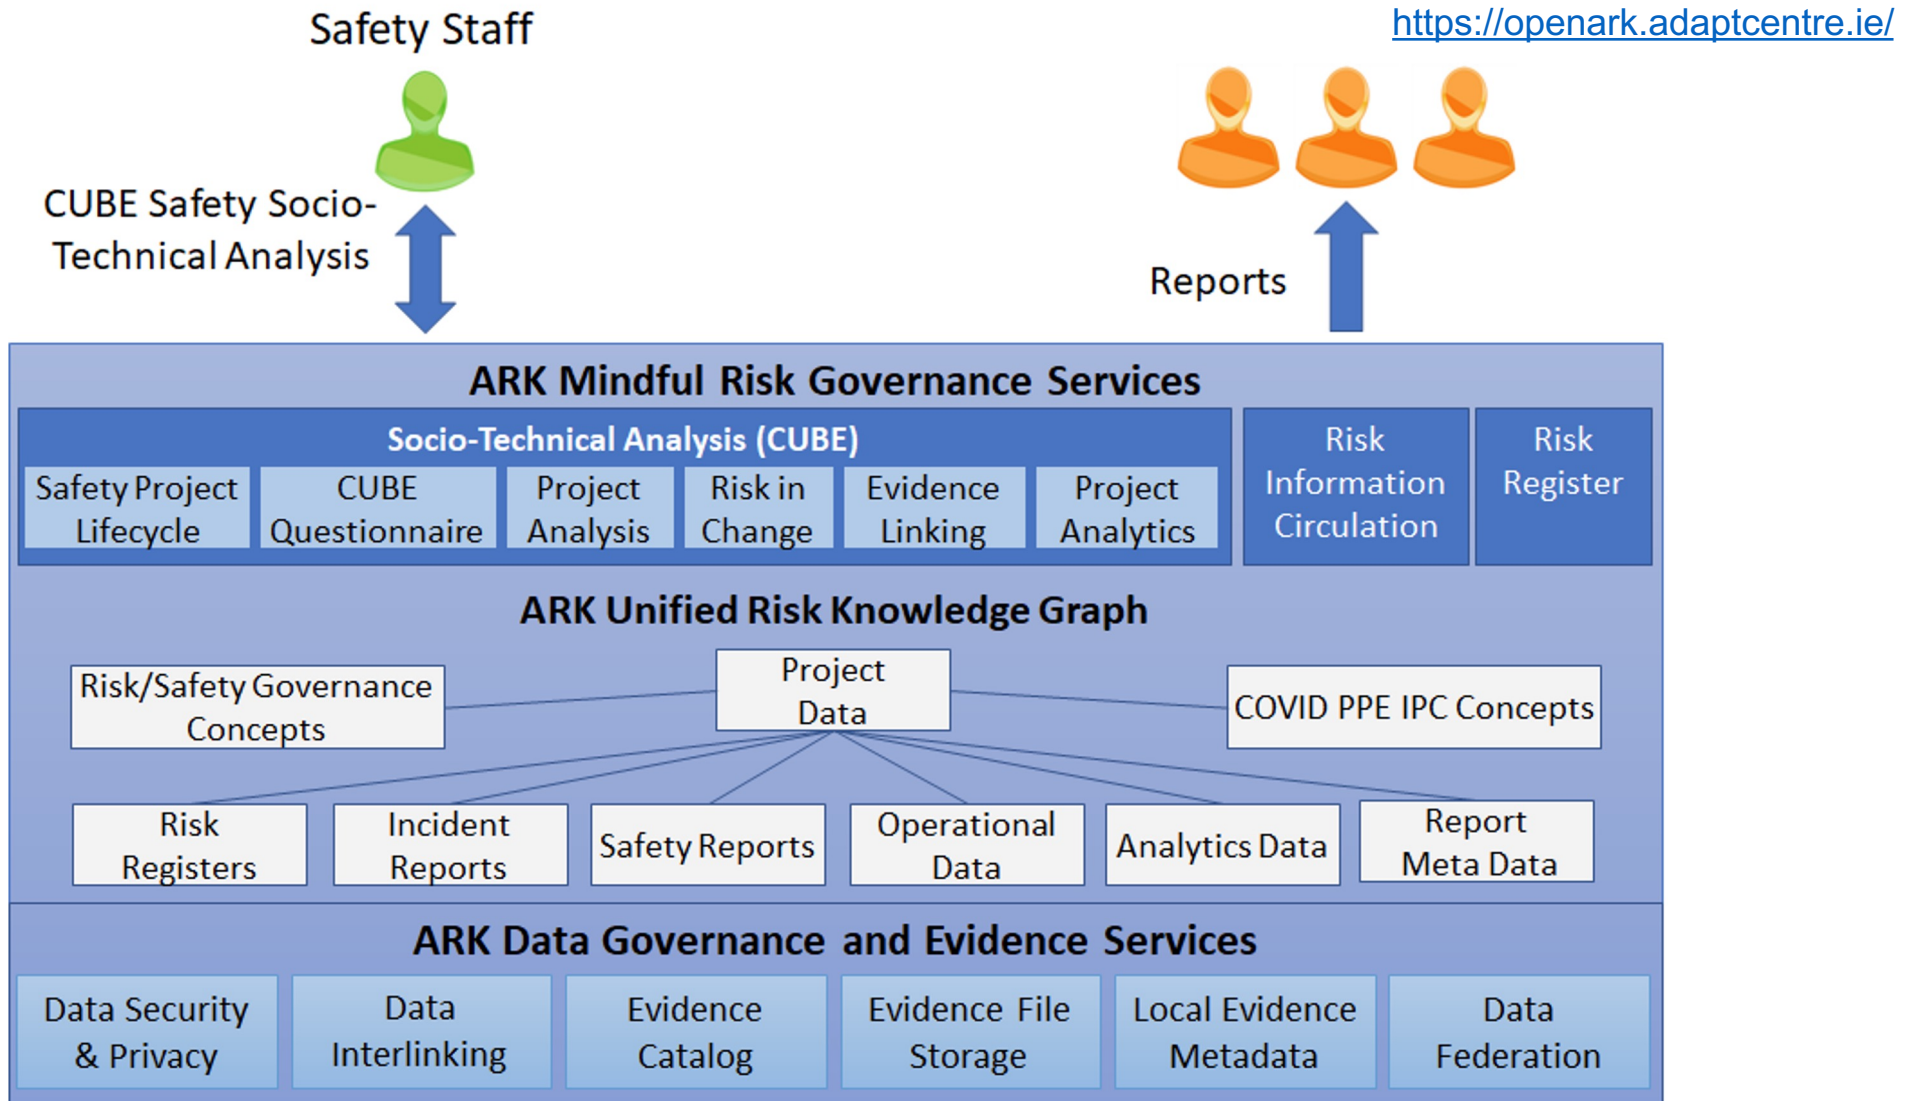 Safety Staff
https://openark.adaptcentre.ie/
CUBE Safety Socio-
Technical Analysis
Reports
ARK Mindful Risk Governance Services
Socio-Technical Analysis (CUBE)
Safety Project
Lifecycle
CUBE
Questionnaire
Project
Analysis
Risk in
Change
Evidence
Linking
Project
Analytics
Risk
Information
Circulation
Risk
Register
ARK Unified Risk Knowledge Graph
Risk/Safety Governance
Concepts
Project
Data
COVID PPE IPC Concepts
Risk
Registers
Incident
Reports
Safety Reports
Operational
Data
Analytics Data
Report
Meta Data
ARK Data Governance and Evidence Services
Data Security
& Privacy
Data
Interlinking
Evidence
Catalog
Evidence File
Storage
Local Evidence
Metadata
Data
Federation